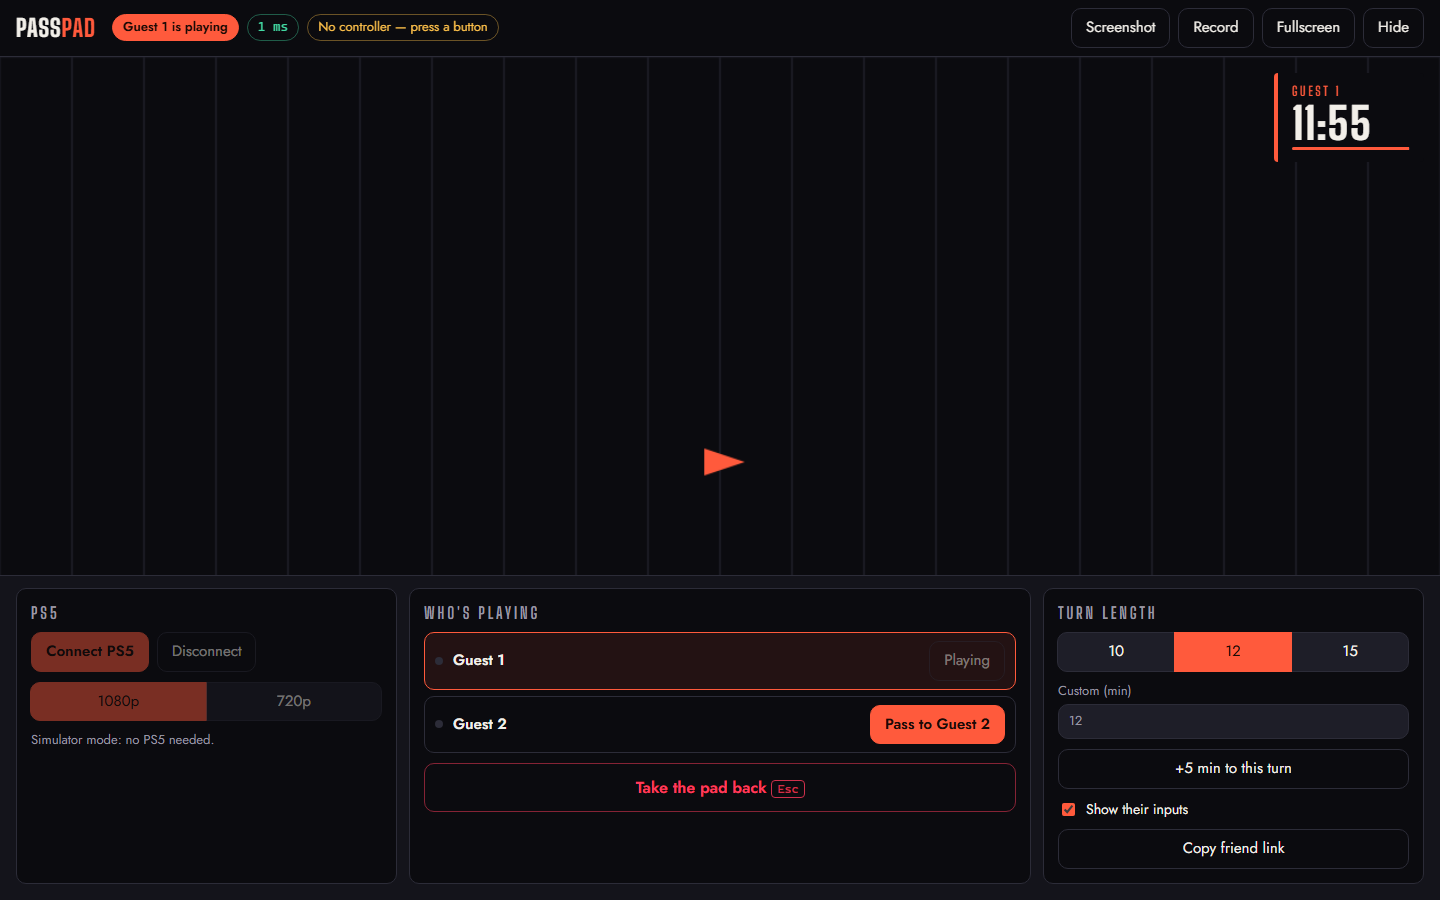 PASSPAD
Guest 1 is playing
1 ms
No controller — press a button
Screenshot
Record
Fullscreen
Hide
GUEST 1
11:55
PS5
Connect PS5
Disconnect
1080p
720p
Simulator mode: no PS5 needed.
WHO'S PLAYING
Guest 1
Playing
Guest 2
Pass to Guest 2
Take the pad back Esc
TURN LENGTH
10
12
15
Custom (min)
12
+5 min to this turn
Show their inputs
Copy friend link